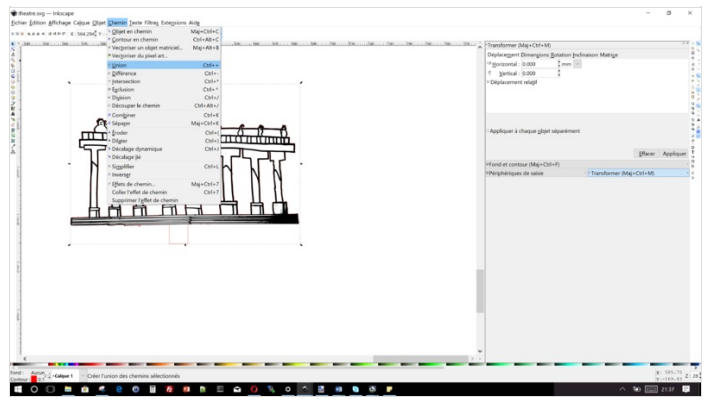 theatre.svg — Inkscape
Fichier Édition Affichage Calque Objet Chemin Texte Filtres Extensions Aide
Objet en chemin Maj+Ctrl+C
Contour en chemin Ctrl+Alt+C
Vectoriser un objet matriciel... Maj+Alt+B
Vectoriser du pixel art...
Union Ctrl++
Différence Ctrl+-
Intersection Ctrl+*
Exclusion Ctrl+^
Division Ctrl+/
Découper le chemin Ctrl+Alt+/
Combiner Ctrl+K
Séparer Maj+Ctrl+K
Éroder Ctrl+(
Dilater Ctrl+)
Décalage dynamique Ctrl+J
Décalage lié
Simplifier Ctrl+L
Inverser
Effets de chemin... Maj+Ctrl+7
Coller l'effet de chemin Ctrl+7
Supprimer l'effet de chemin
Transformer (Maj+Ctrl+M)
Déplacement Dimensions Rotation Inclinaison Matrice
Horizontal : 0.000 mm
Vertical : 0.000
Déplacement relatif
Appliquer à chaque objet séparément
Effacer Appliquer
Fond et contour (Maj+Ctrl+F)
Périphériques de saisie Transformer (Maj+Ctrl+M)
Fond : Aucun
Contour : Calque 1 Créer l'union des chemins sélectionnés
21:37